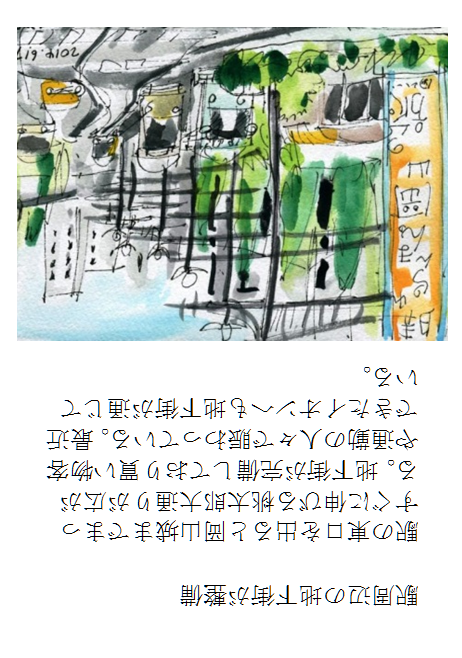 駅周辺の地下街が整備
駅の東口を出ると岡山城までまっ
すぐに伸びる桃太郎大通りが広が
る。地下街が完備しており買い物客
や通勤の人々で賑わっている。最近
できたイオンへも地下街が通じて
いる。